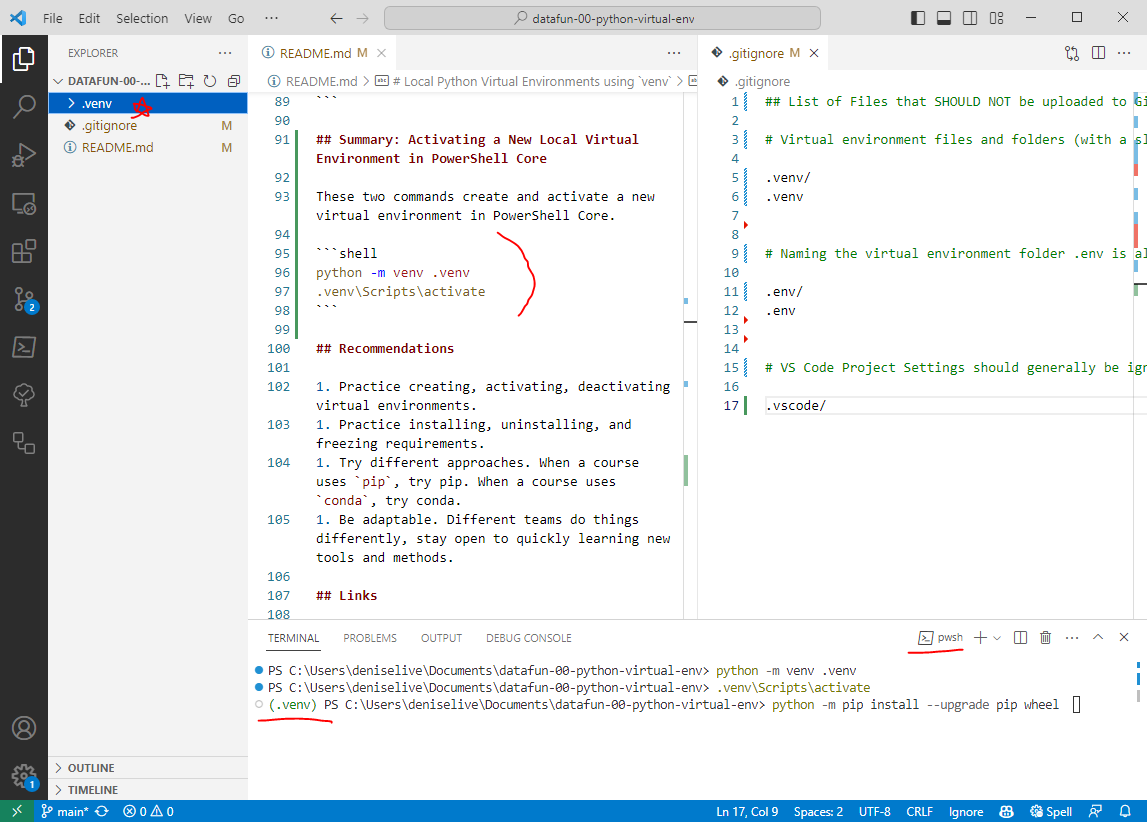 File Edit Selection View Go ··· datafun-00-python-virtual-env
EXPLORER ···
DATAFUN-00-...
.venv
.gitignore M
README.md M
OUTLINE
TIMELINE
README.md M ···
README.md > # Local Python Virtual Environments using `venv` >
89 ```
90
91 ## Summary: Activating a New Local Virtual
Environment in PowerShell Core
92
93 These two commands create and activate a new
virtual environment in PowerShell Core.
94
95 ```shell
96 python -m venv .venv
97 .venv\Scripts\activate
98 ```
99
100 ## Recommendations
101
102 1. Practice creating, activating, deactivating
virtual environments.
103 1. Practice installing, uninstalling, and
freezing requirements.
104 1. Try different approaches. When a course
uses `pip`, try pip. When a course uses
`conda`, try conda.
105 1. Be adaptable. Different teams do things
differently, stay open to quickly learning new
tools and methods.
106
107 ## Links
108
.gitignore M ···
.gitignore
1 ## List of Files that SHOULD NOT be uploaded to Gi
2
3 # Virtual environment files and folders (with a sl
4
5 .venv/
6 .venv
7
8
9 # Naming the virtual environment folder .env is al
10
11 .env/
12 .env
13
14
15 # VS Code Project Settings should generally be ign
16
17 .vscode/
TERMINAL PROBLEMS OUTPUT DEBUG CONSOLE pwsh ···
PS C:\Users\deniselive\Documents\datafun-00-python-virtual-env> python -m venv .venv
PS C:\Users\deniselive\Documents\datafun-00-python-virtual-env> .venv\Scripts\activate
(.venv) PS C:\Users\deniselive\Documents\datafun-00-python-virtual-env> python -m pip install --upgrade pip wheel
2
1
main* 0 0 Ln 17, Col 9 Spaces: 2 UTF-8 CRLF Ignore Spell